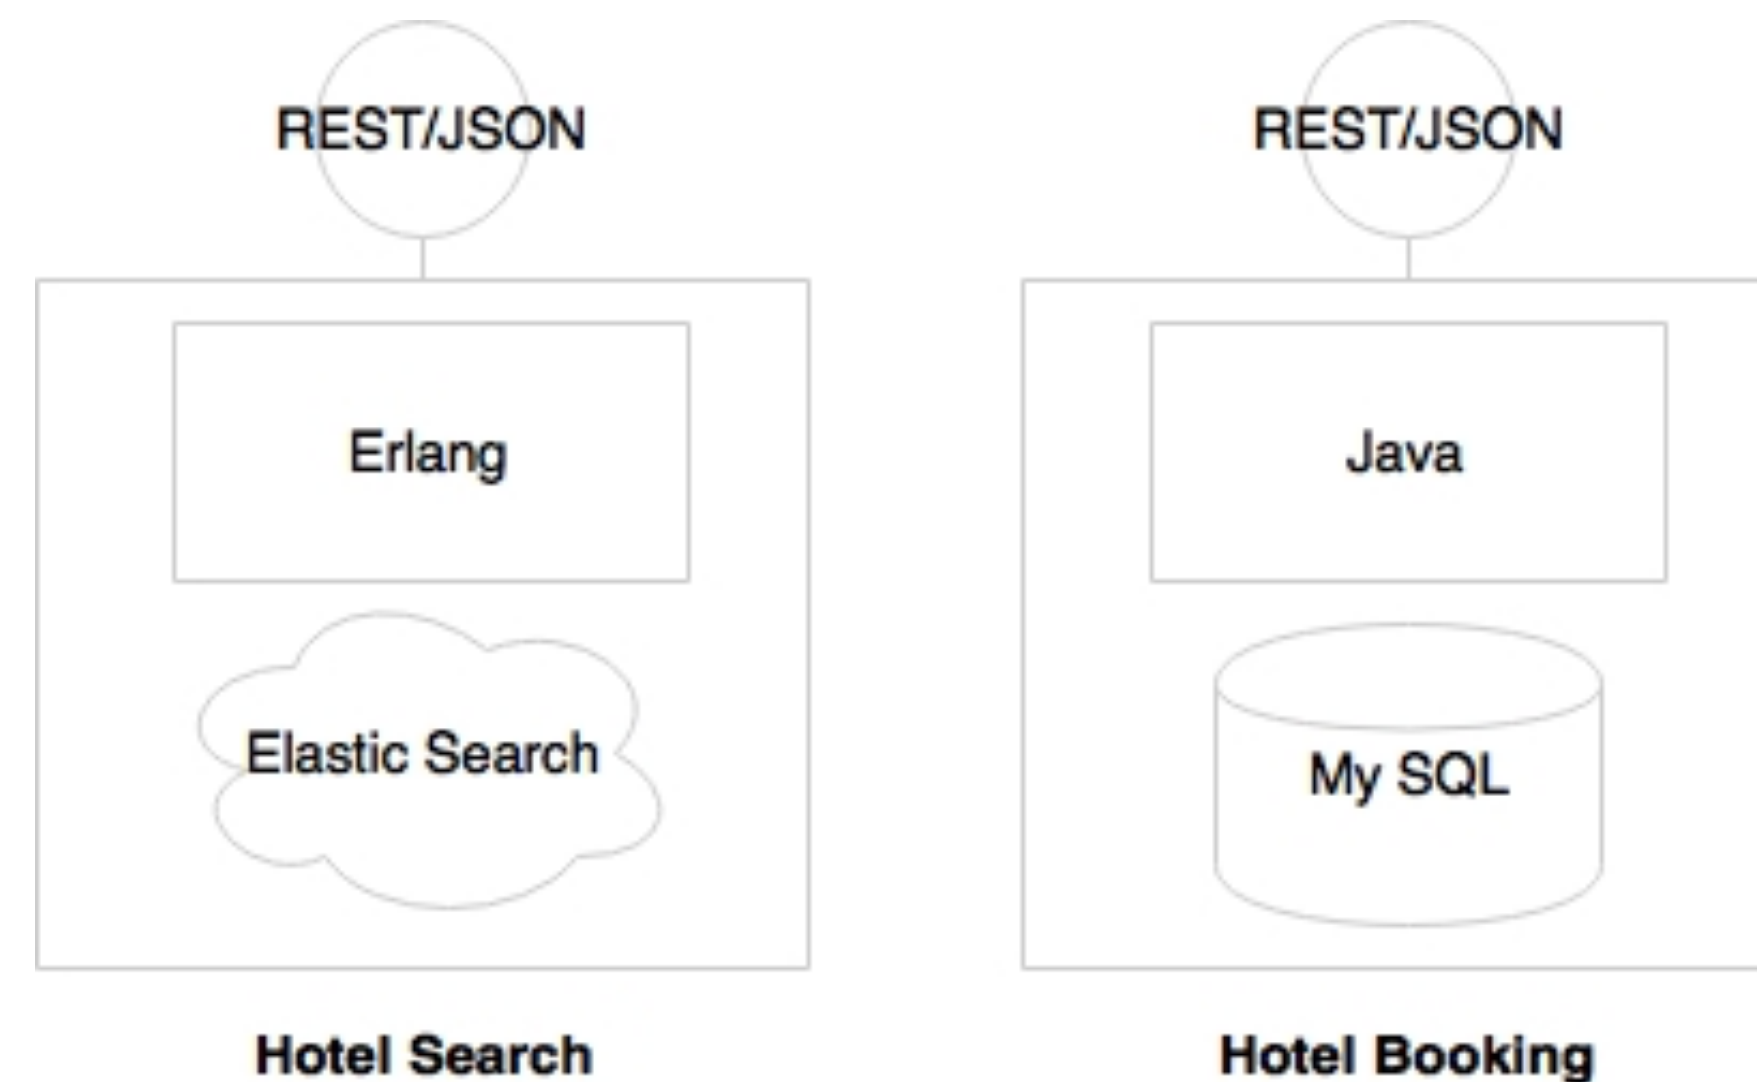 REST/JSON
Erlang
Elastic Search
Hotel Search
REST/JSON
Java
My SQL
Hotel Booking